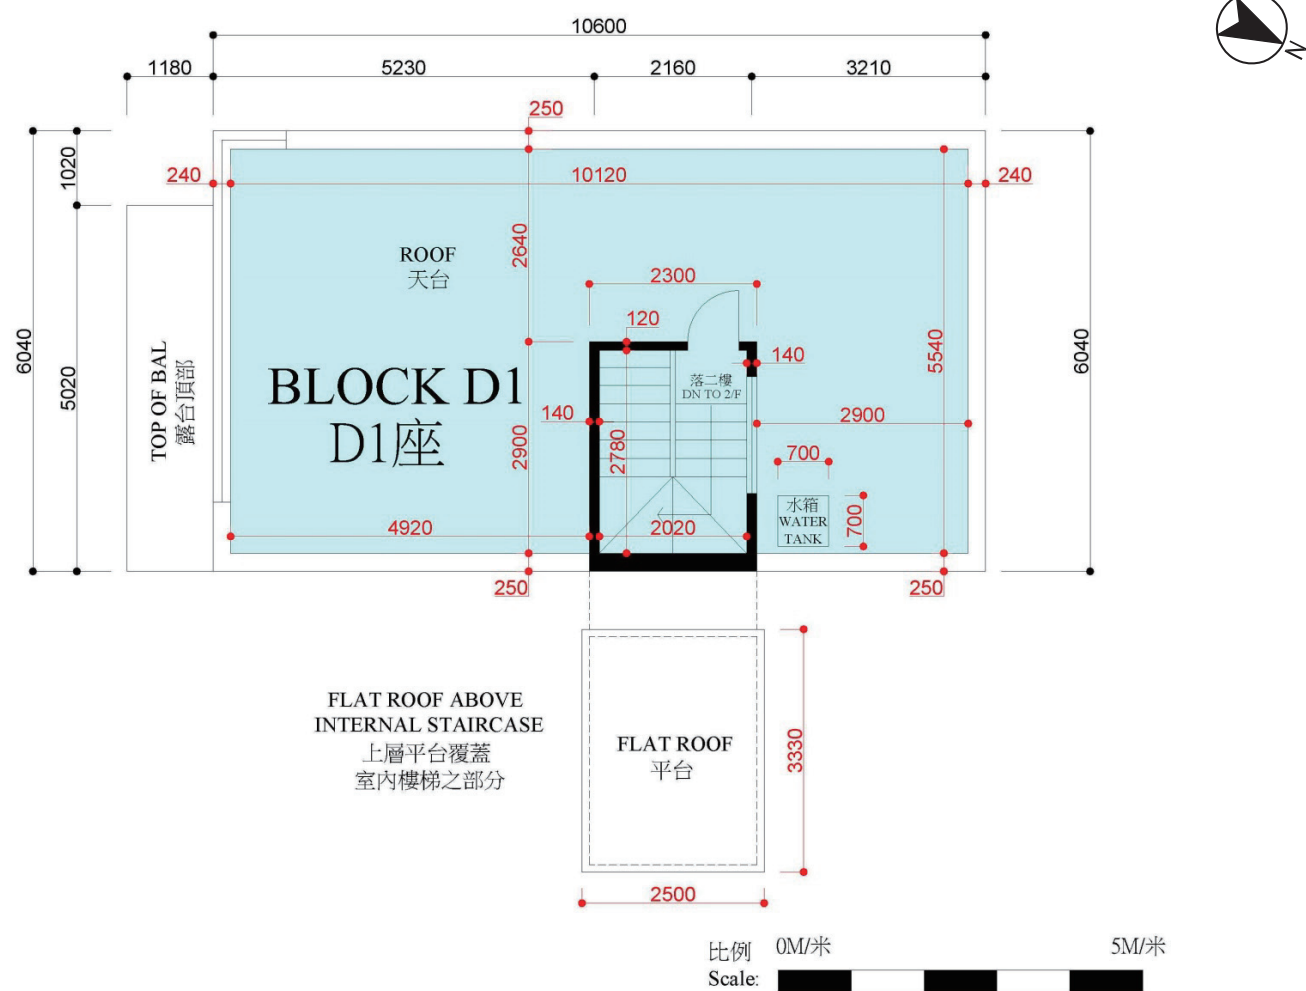 N
10600
1180
5230
2160
3210
250
1020
240
10120
240
ROOF
天台
2640
2300
120
6040
5020
TOP OF BAL
露台頂部
BLOCK D1
D1座
140
落二樓
DN TO 2/F
5540
6040
140
2900
2780
2900
700
水箱
WATER
TANK
700
4920
2020
250
250
FLAT ROOF ABOVE
INTERNAL STAIRCASE
上層平台覆蓋
室內樓梯之部分
FLAT ROOF
平台
3330
2500
比例
Scale:
0M/米
5M/米